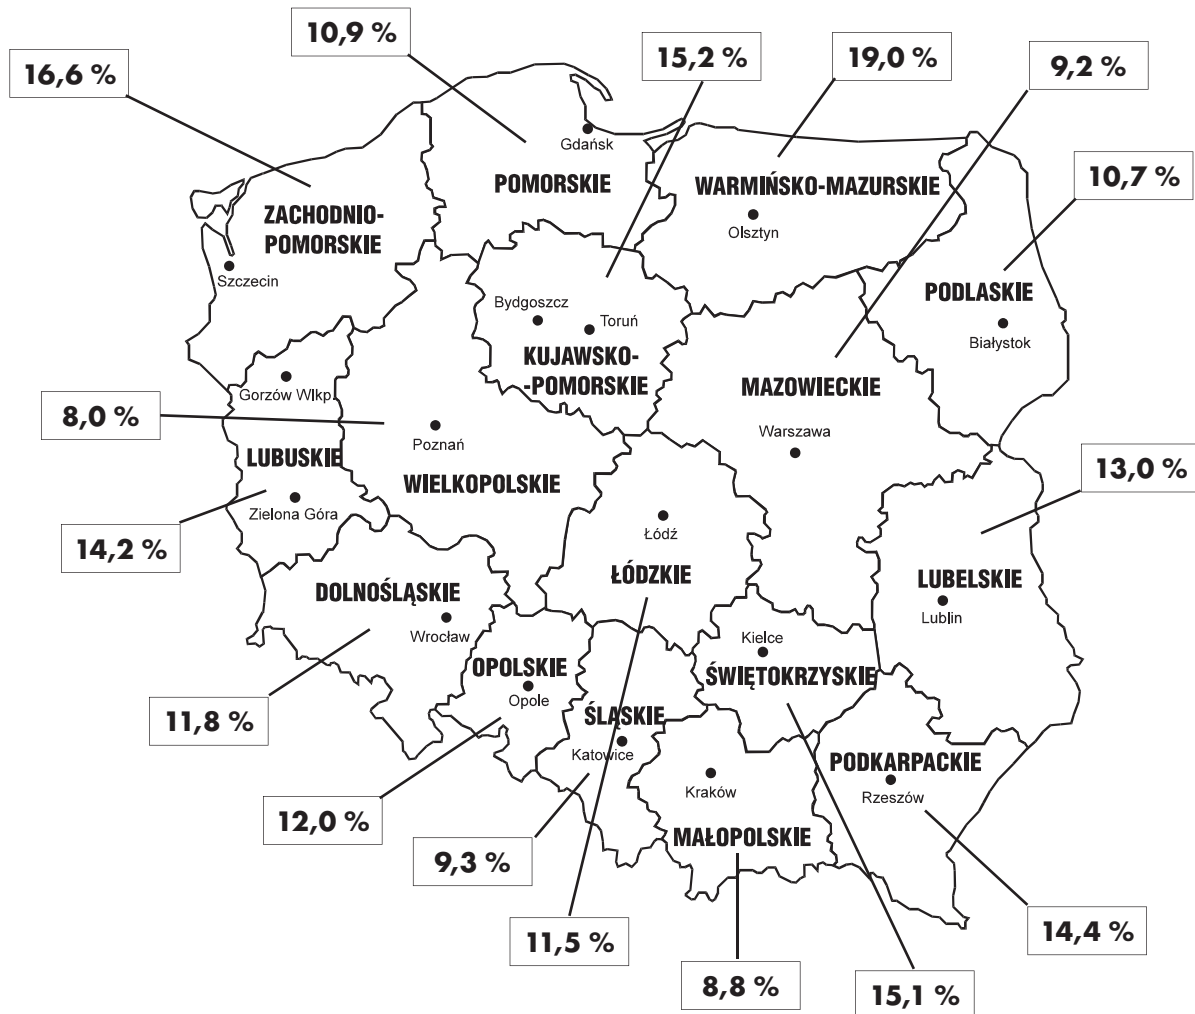 10,9 %
16,6 %
15,2 %
19,0 %
9,2 %
Gdańsk
POMORSKIE
WARMIŃSKO-MAZURSKIE
10,7 %
ZACHODNIO-
POMORSKIE
Olsztyn
Szczecin
Bydgoszcz
Toruń
PODLASKIE
Białystok
KUJAWSKO-
-POMORSKIE
MAZOWIECKIE
Gorzów Wlkp.
8,0 %
Poznań
Warszawa
LUBUSKIE
WIELKOPOLSKIE
13,0 %
Zielona Góra
14,2 %
Łódź
ŁÓDZKIE
DOLNOŚLĄSKIE
Wrocław
LUBELSKIE
Lublin
Kielce
ŚWIĘTOKRZYSKIE
OPOLSKIE
Opole
11,8 %
ŚLĄSKIE
Katowice
PODKARPACKIE
Rzeszów
Kraków
MAŁOPOLSKIE
12,0 %
9,3 %
11,5 %
14,4 %
8,8 %
15,1 %